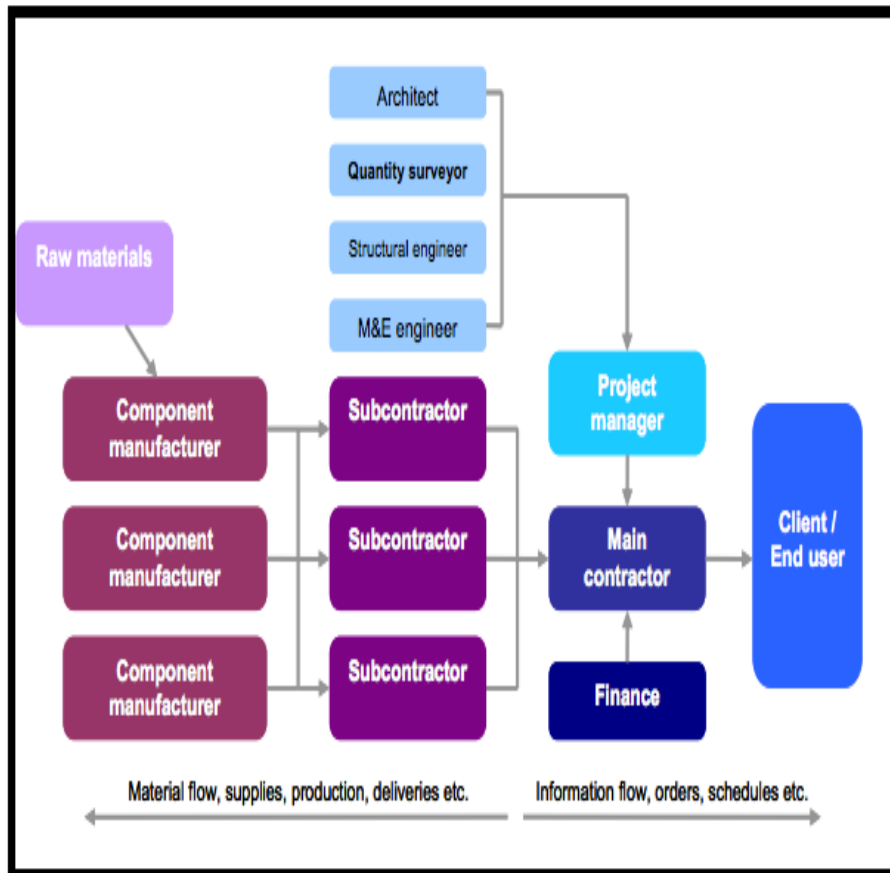 Architect
Quantity surveyor
Structural engineer
M&E engineer
Raw materials
Component
manufacturer
Subcontractor
Project
manager
Component
manufacturer
Subcontractor
Main
contractor
Client /
End user
Component
manufacturer
Subcontractor
Finance
Material flow, supplies, production, deliveries etc.
Information flow, orders, schedules etc.